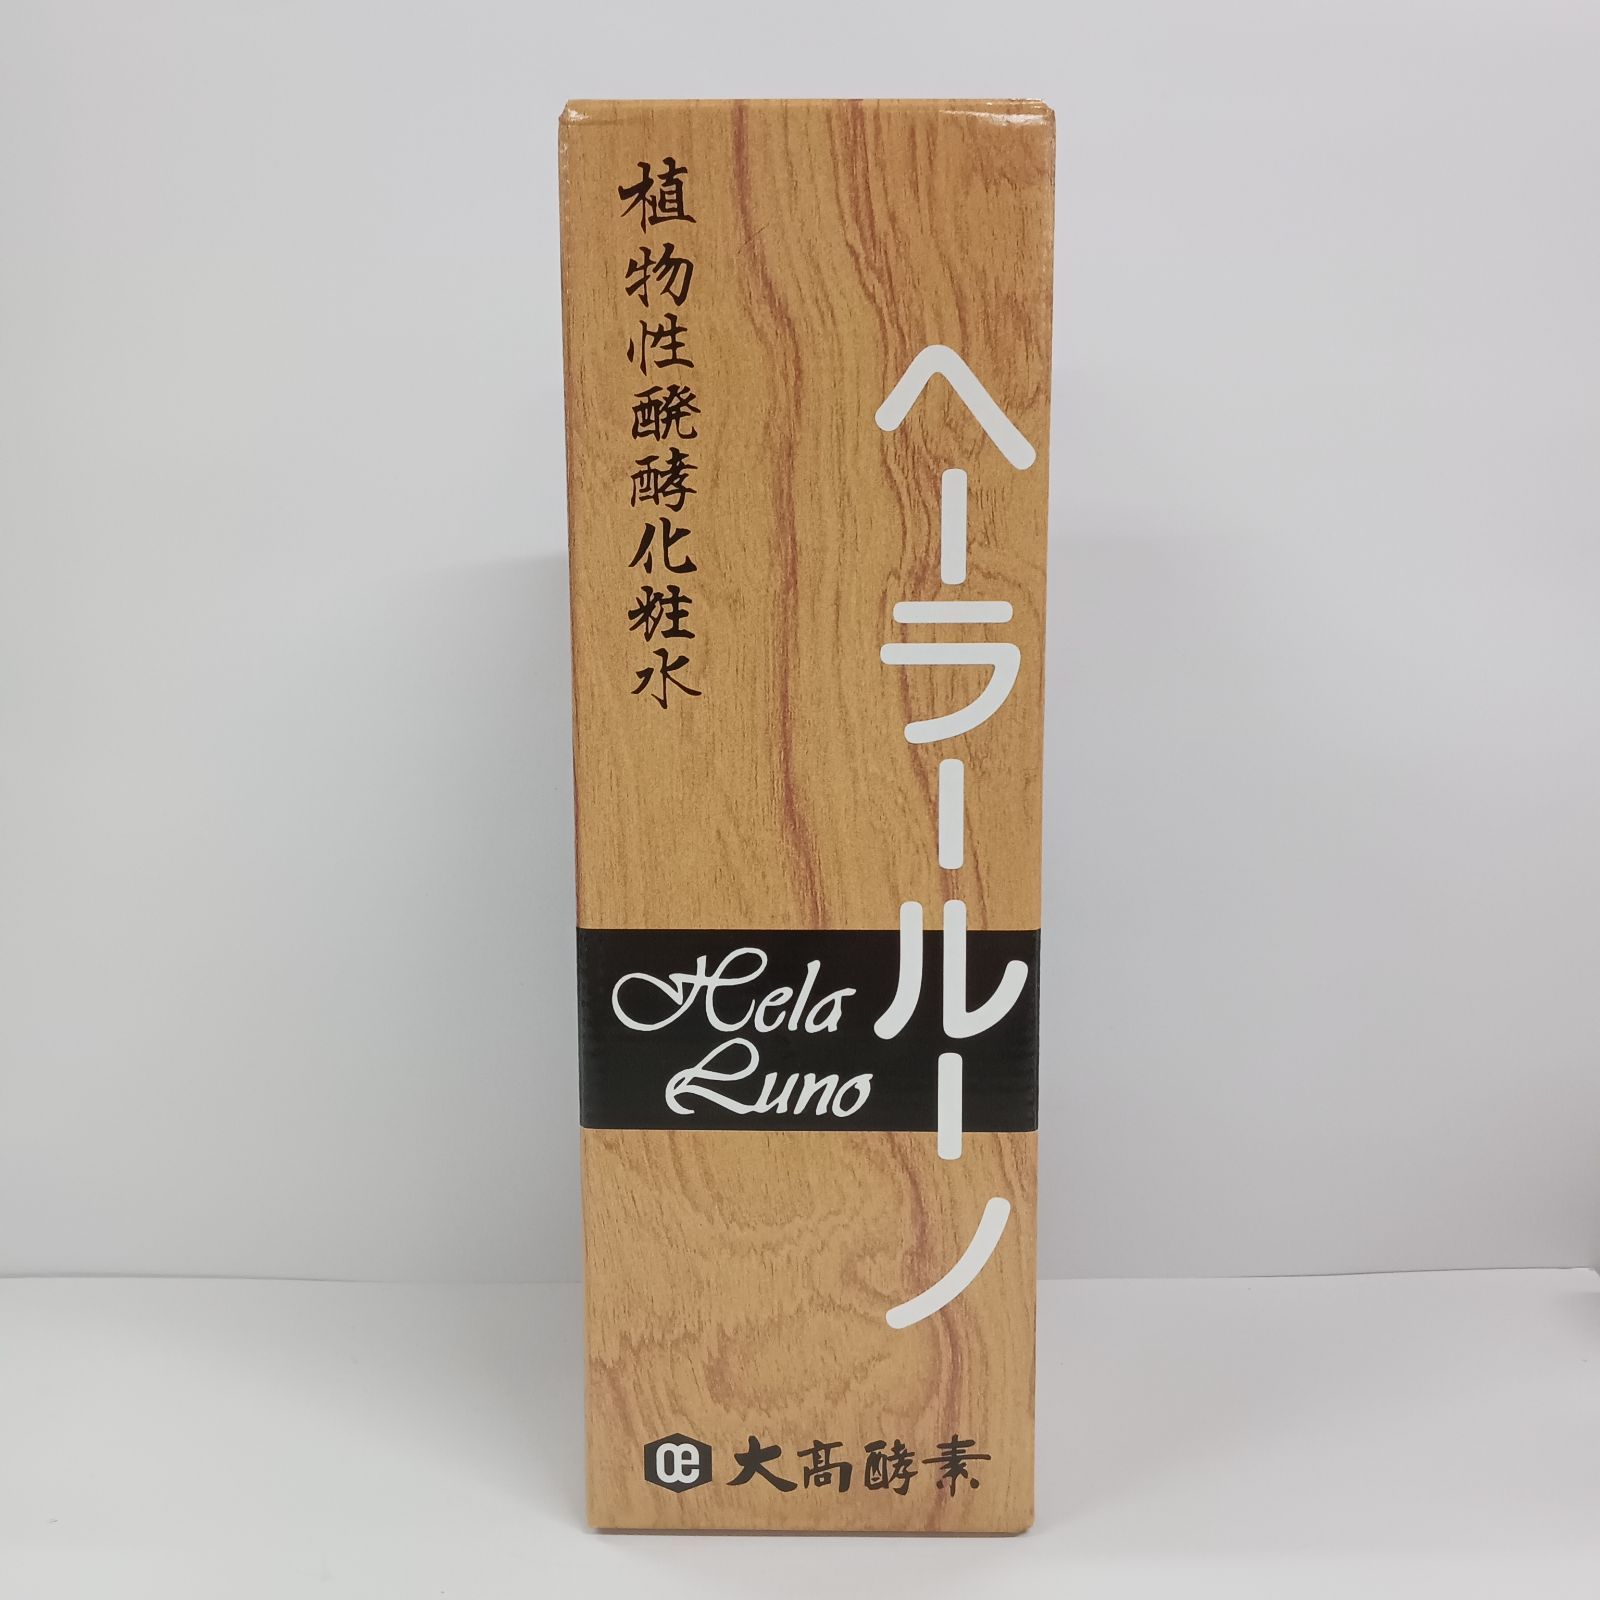 ヘーラールーノ
植物性醗酵化粧水
Hela
Luno
œ 大高酵素